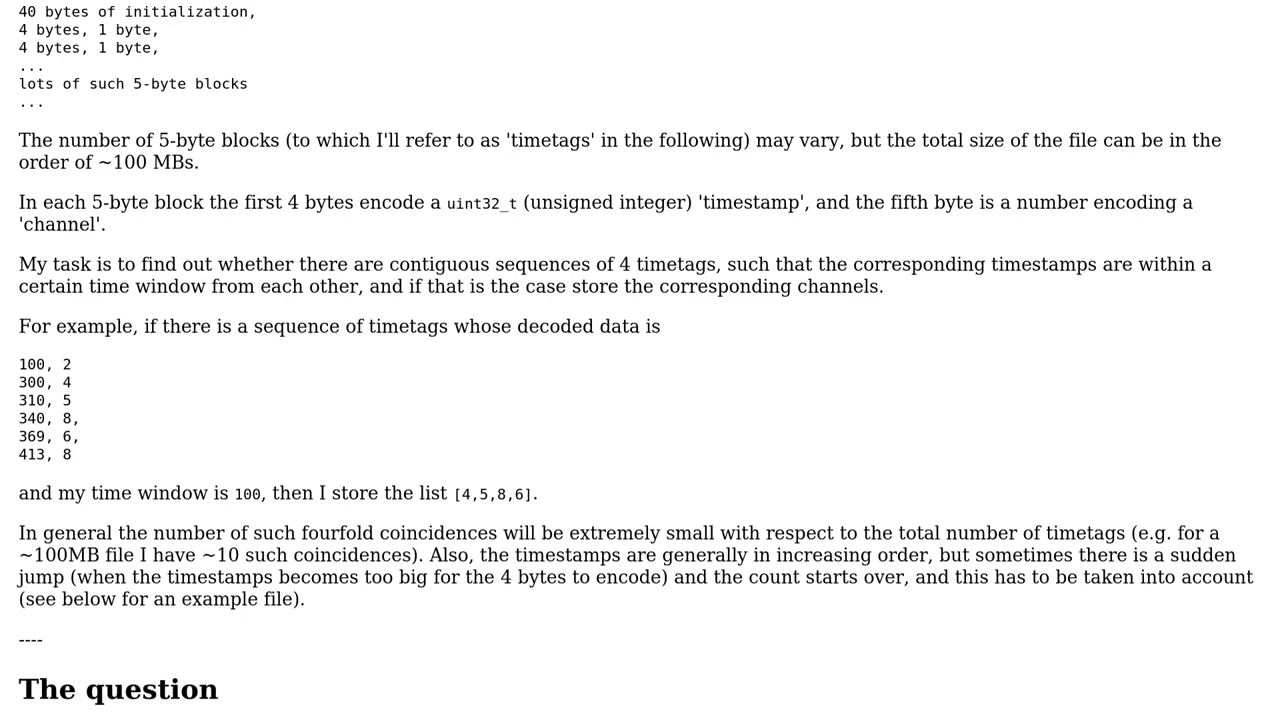 40 bytes of initialization,
4 bytes, 1 byte,
4 bytes, 1 byte,
...
lots of such 5-byte blocks
...
The number of 5-byte blocks (to which I'll refer to as 'timetags' in the following) may vary, but the total size of the file can be in the
order of ~100 MBs.
In each 5-byte block the first 4 bytes encode a uint32_t (unsigned integer) 'timestamp', and the fifth byte is a number encoding a
'channel'.
My task is to find out whether there are contiguous sequences of 4 timetags, such that the corresponding timestamps are within a
certain time window from each other, and if that is the case store the corresponding channels.
For example, if there is a sequence of timetags whose decoded data is
100, 2
300, 4
310, 5
340, 8,
369, 6,
413, 8
and my time window is 100, then I store the list [4,5,8,6].
In general the number of such fourfold coincidences will be extremely small with respect to the total number of timetags (e.g. for a
~100MB file I have ~10 such coincidences). Also, the timestamps are generally in increasing order, but sometimes there is a sudden
jump (when the timestamps becomes too big for the 4 bytes to encode) and the count starts over, and this has to be taken into account
(see below for an example file).
----
The question